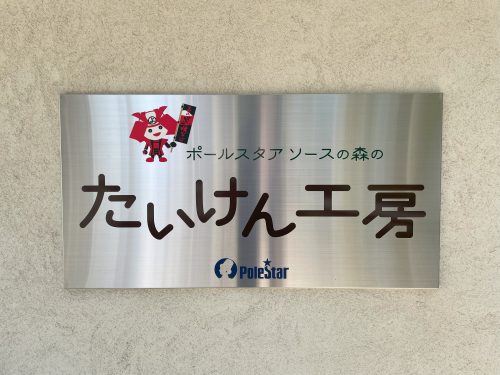 ポールスタア ソースの森の
たいけん工房
PoleStar